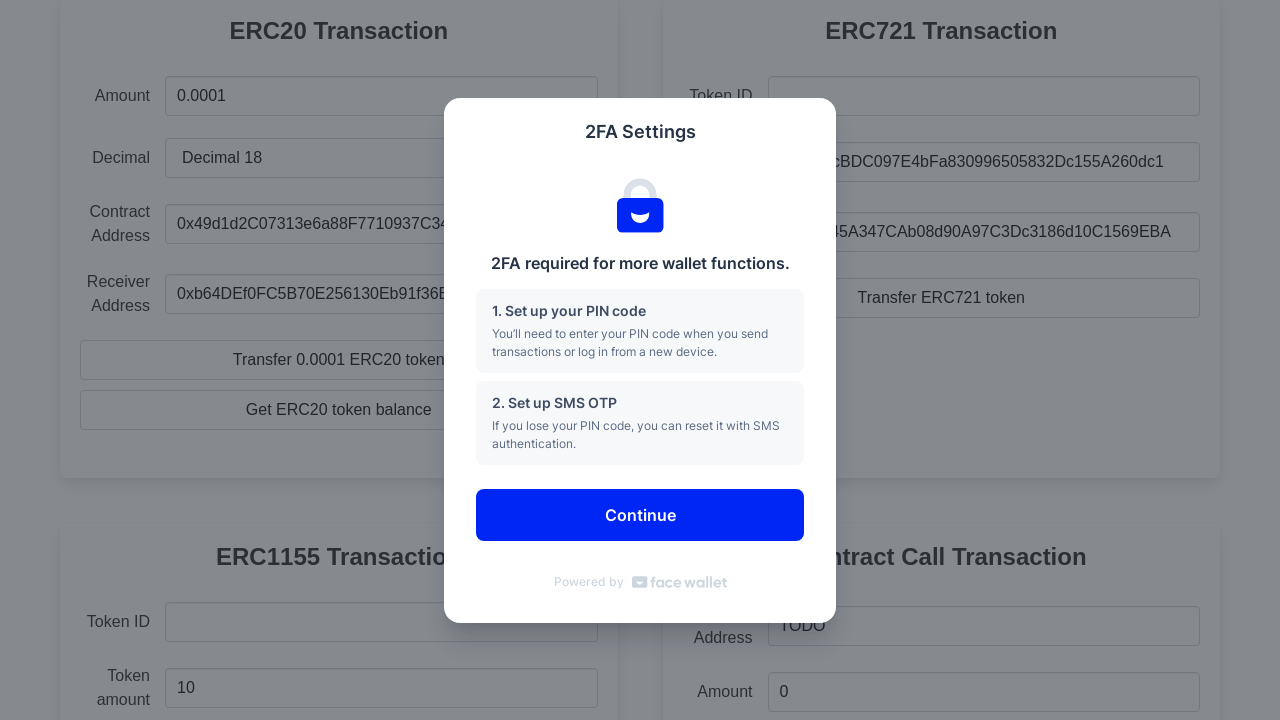 ERC20 Transaction
Amount
0.0001
Decimal
Decimal 18
Contract
Address
0x49d1d2C07313e6a88F7710937C34
Receiver
Address
Transfer 0.0001 ERC20 token
Get ERC20 token balance
ERC721 Transaction
Token ID
BDC097E4bFa830996505832Dc155A260dc1
45A347CAb08d90A97C3Dc3186d10C1569EBA
Transfer ERC721 token
2FA Settings
2FA required for more wallet functions.
1. Set up your PIN code
You’ll need to enter your PIN code when you send
transactions or log in from a new device.
2. Set up SMS OTP
If you lose your PIN code, you can reset it with SMS
authentication.
Continue
Powered by face wallet
ERC1155 Transactio
Token ID
Token
amount
10
ntract Call Transaction
Address
TODO
Amount
0